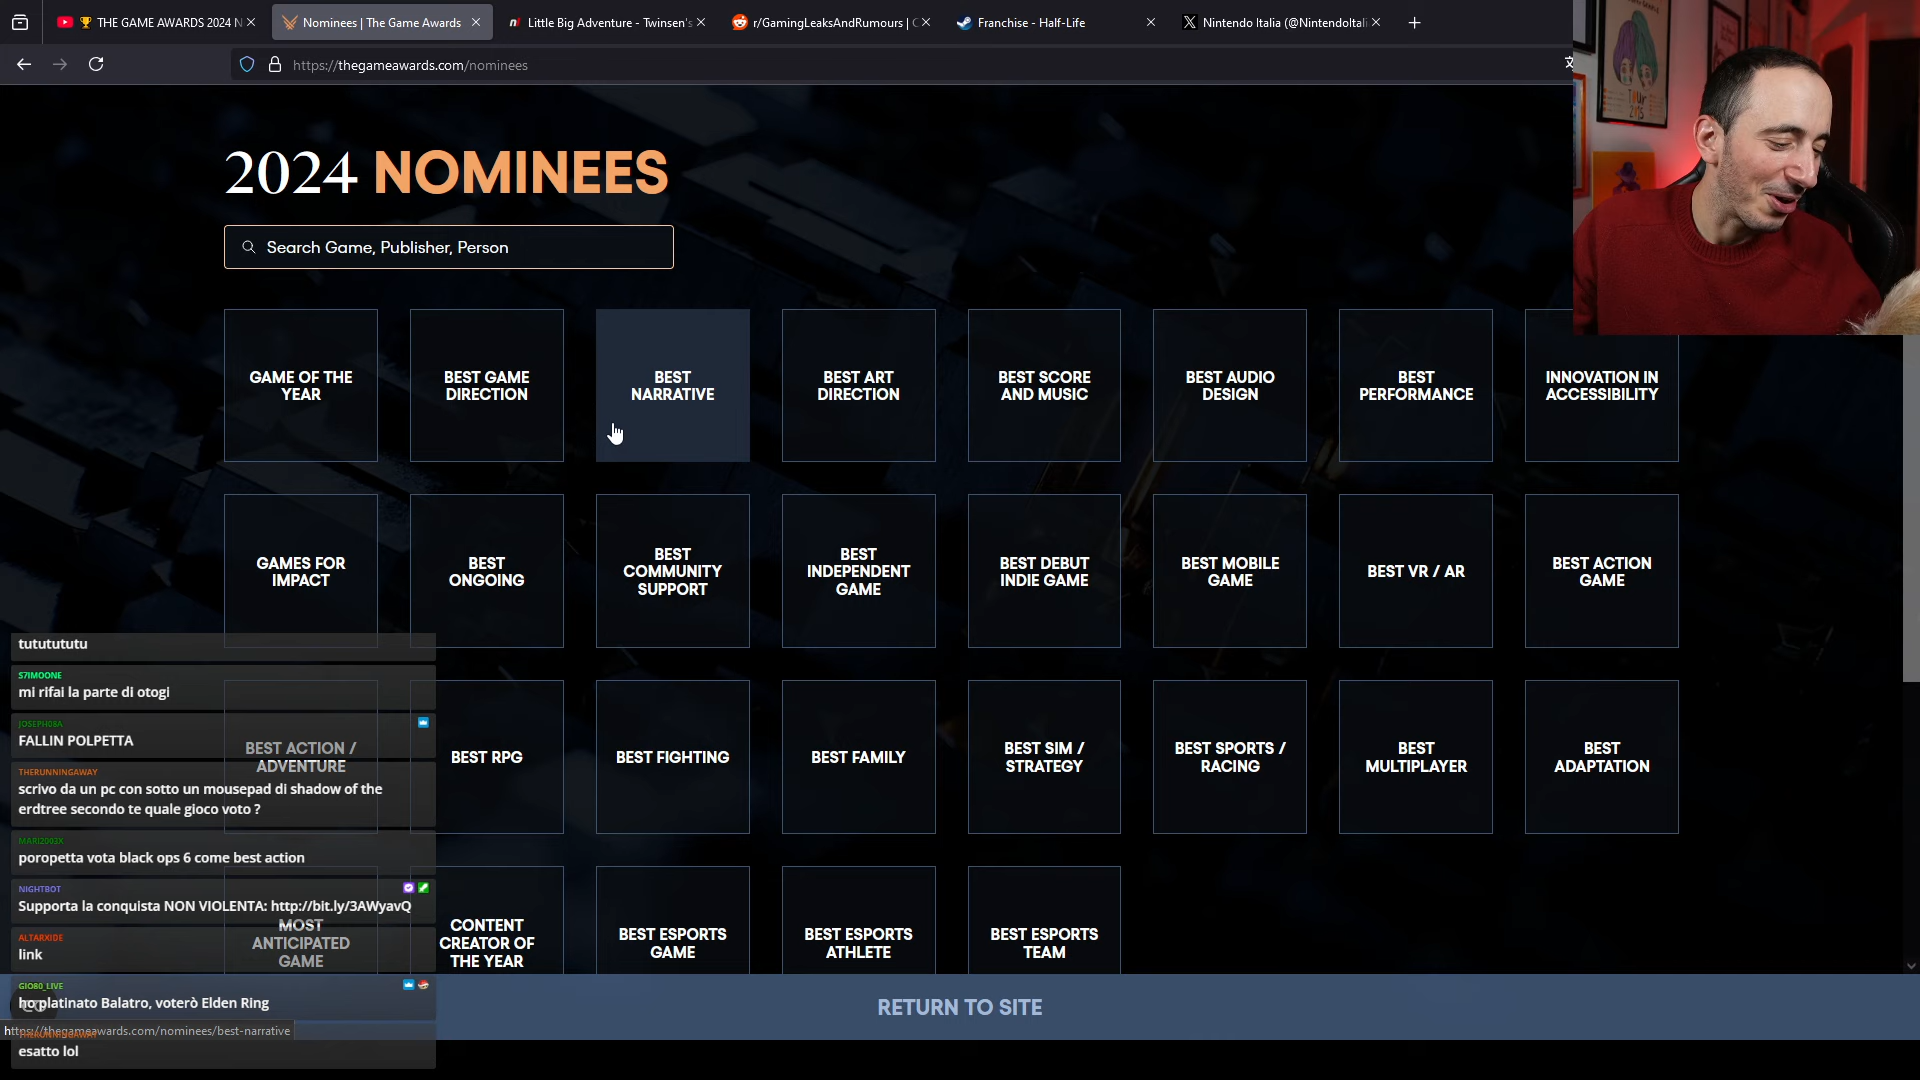 THE GAME AWARDS 2024 N
Nominees | The Game Awards
Little Big Adventure - Twinsen's
r/GamingLeaksAndRumours |
Franchise - Half-Life
Nintendo Italia (@NintendoItali
https://thegameawards.com/nominees
Tour
2015
2024 NOMINEES
Search Game, Publisher, Person
GAME OF THE
YEAR
BEST GAME
DIRECTION
BEST
NARRATIVE
BEST ART
DIRECTION
BEST SCORE
AND MUSIC
BEST AUDIO
DESIGN
BEST
PERFORMANCE
INNOVATION IN
ACCESSIBILITY
GAMES FOR
IMPACT
BEST
ONGOING
BEST
COMMUNITY
SUPPORT
BEST
INDEPENDENT
GAME
BEST DEBUT
INDIE GAME
BEST MOBILE
GAME
BEST VR / AR
BEST ACTION
GAME
BEST ACTION /
ADVENTURE
BEST RPG
BEST FIGHTING
BEST FAMILY
BEST SIM /
STRATEGY
BEST SPORTS /
RACING
BEST
MULTIPLAYER
BEST
ADAPTATION
MOST
ANTICIPATED
GAME
CONTENT
CREATOR OF
THE YEAR
BEST ESPORTS
GAME
BEST ESPORTS
ATHLETE
BEST ESPORTS
TEAM
RETURN TO SITE
tututututu
S7IMOONE
mi rifai la parte di otogi
JOSEPH08A
FALLIN POLPETTA
THERUNNINGAWAY
scrivo da un pc con sotto un mousepad di shadow of the
erdtree secondo te quale gioco voto ?
MARI2003X
poropetta vota black ops 6 come best action
NIGHTBOT
Supporta la conquista NON VIOLENTA: http://bit.ly/3AWyavQ
ALTARXIDE
link
GIO80_LIVE
ho platinato Balatro, voterò Elden Ring
https://thegameawards.com/nominees/best-narrative
THERUNNINGAWAY
esatto lol